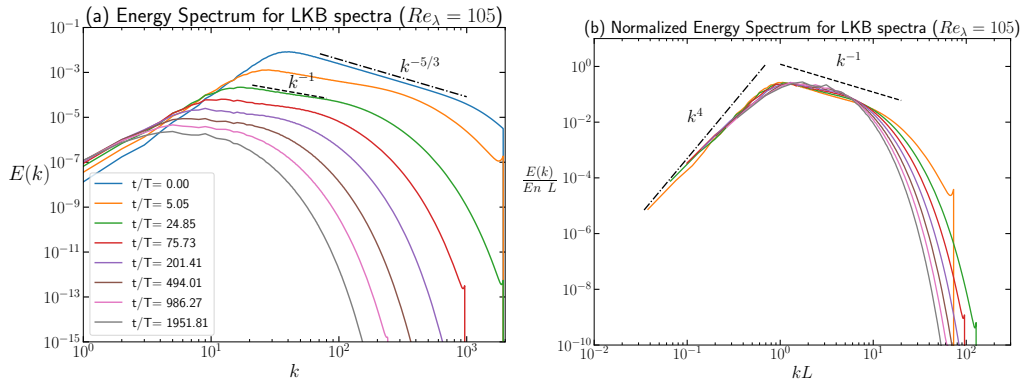 (a) Energy Spectrum for LKB spectra (Re_λ = 105)
10^{-1}
10^{-3}
10^{-5}
10^{-7}
10^{-9}
10^{-11}
10^{-13}
10^{-15}
E(k)
k^{-5/3}
k^{-1}
t/T= 0.00
t/T= 5.05
t/T= 24.85
t/T= 75.73
t/T= 201.41
t/T= 494.01
t/T= 986.27
t/T= 1951.81
10^0 10^1 10^2 10^3
k
(b) Normalized Energy Spectrum for LKB spectra (Re_λ = 105)
10^0
10^{-2}
10^{-4}
10^{-6}
10^{-8}
10^{-10}
E(k)
En L
k^4
k^{-1}
10^{-2} 10^{-1} 10^0 10^1 10^2
kL